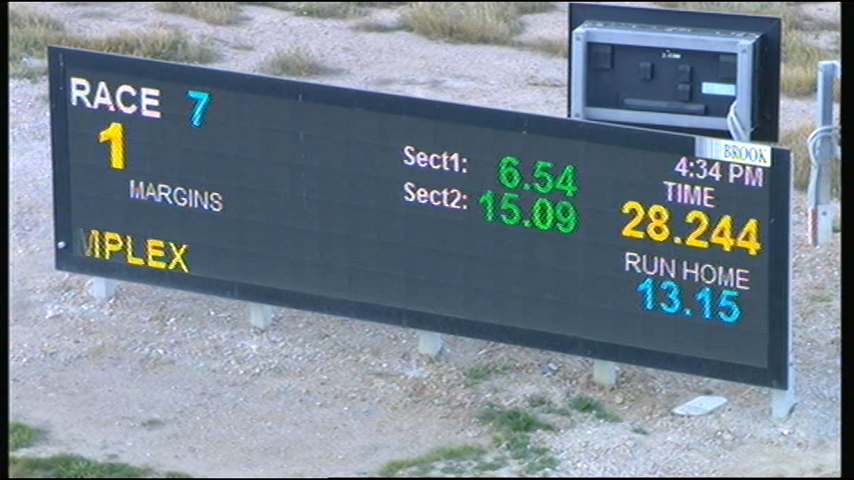 RACE 7
1
MARGINS
MPLEX
Sect1: 6.54
Sect2: 15.09
BROOK
4:34 PM
TIME
28.244
RUN HOME
13.15